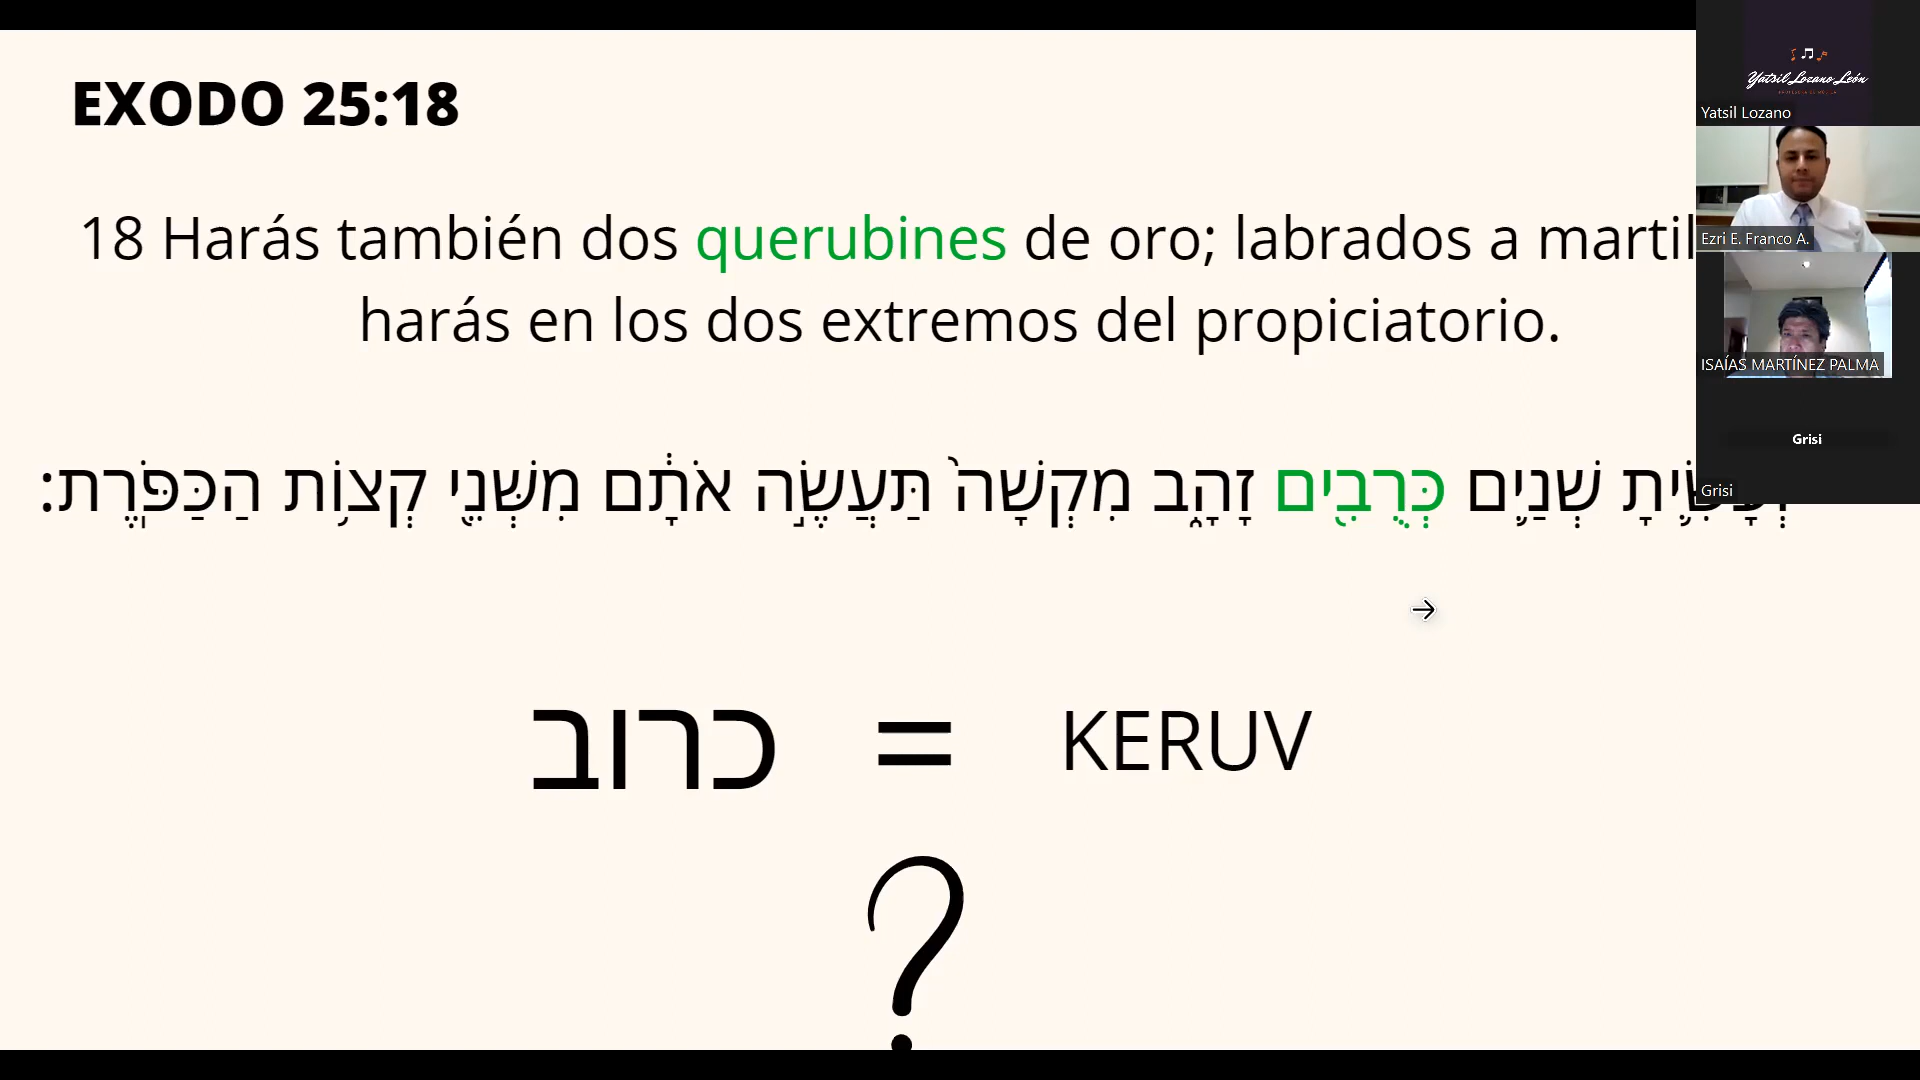 EXODO 25:18
18 Harás también dos querubines de oro; labrados a
harás en los dos extremos del propiciatorio.
שְׁנַ֥יִם כְּרֻבִ֖ים זָהָ֑ב מִקְשָׁה֙ תַּעֲשֶׂ֣ה אֹתָ֔ם מִשְּׁנֵ֖י קְצ֥וֹת הַכַּפֹּֽרֶת׃
כרוב = KERUV
?
Yatsil Lozano León
Yatsil Lozano
Ezri E. Franco A.
ISAÍAS MARTÍNEZ PALMA
Grisi
Grisi